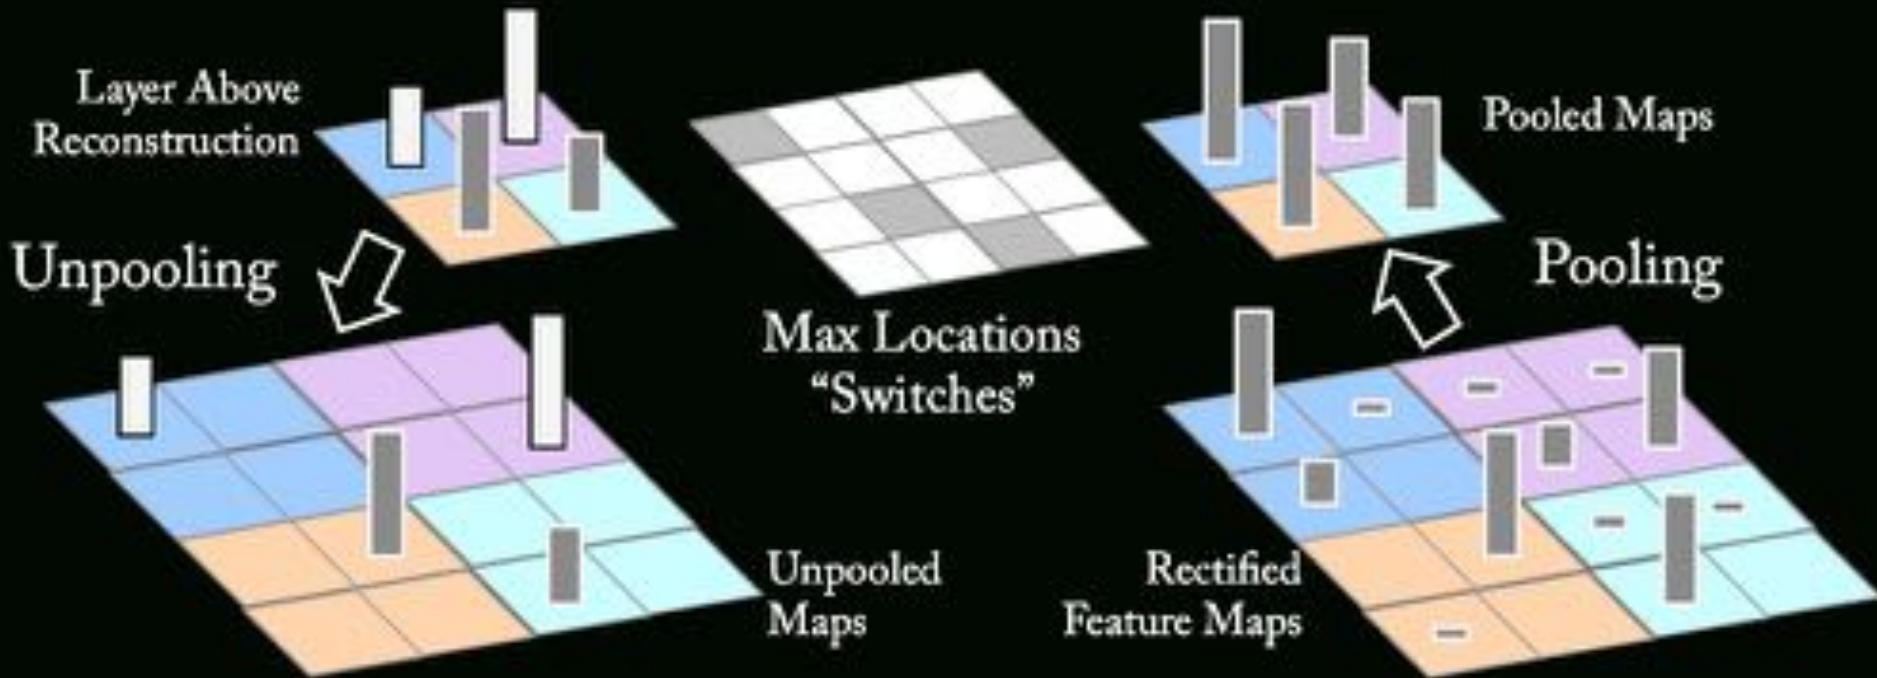 Layer Above
Reconstruction
Pooled Maps
Unpooling
Pooling
Max Locations
“Switches”
Unpooled
Maps
Rectified
Feature Maps